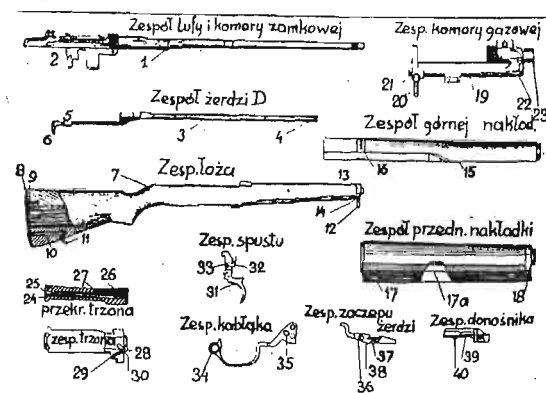 Zespół lufy i komory zamkowej
Zesp. komory gazowej
2
1
21
20
19
22
23
Zespół żerdzi D
5
6
3
4
Zespół górnej nakład.
16
15
Zesp. łoża
8
9
7
13
14
12
10
11
Zespół przedn. nakładki
17
17a
18
Zesp. spustu
33
32
31
27
25
26
24
przekr. trzona
zesp. trzona
28
29
30
Zesp. kabłąka
34
35
Zesp. zaczepu
żerdzi
37
38
36
Zesp. donośnika
39
40